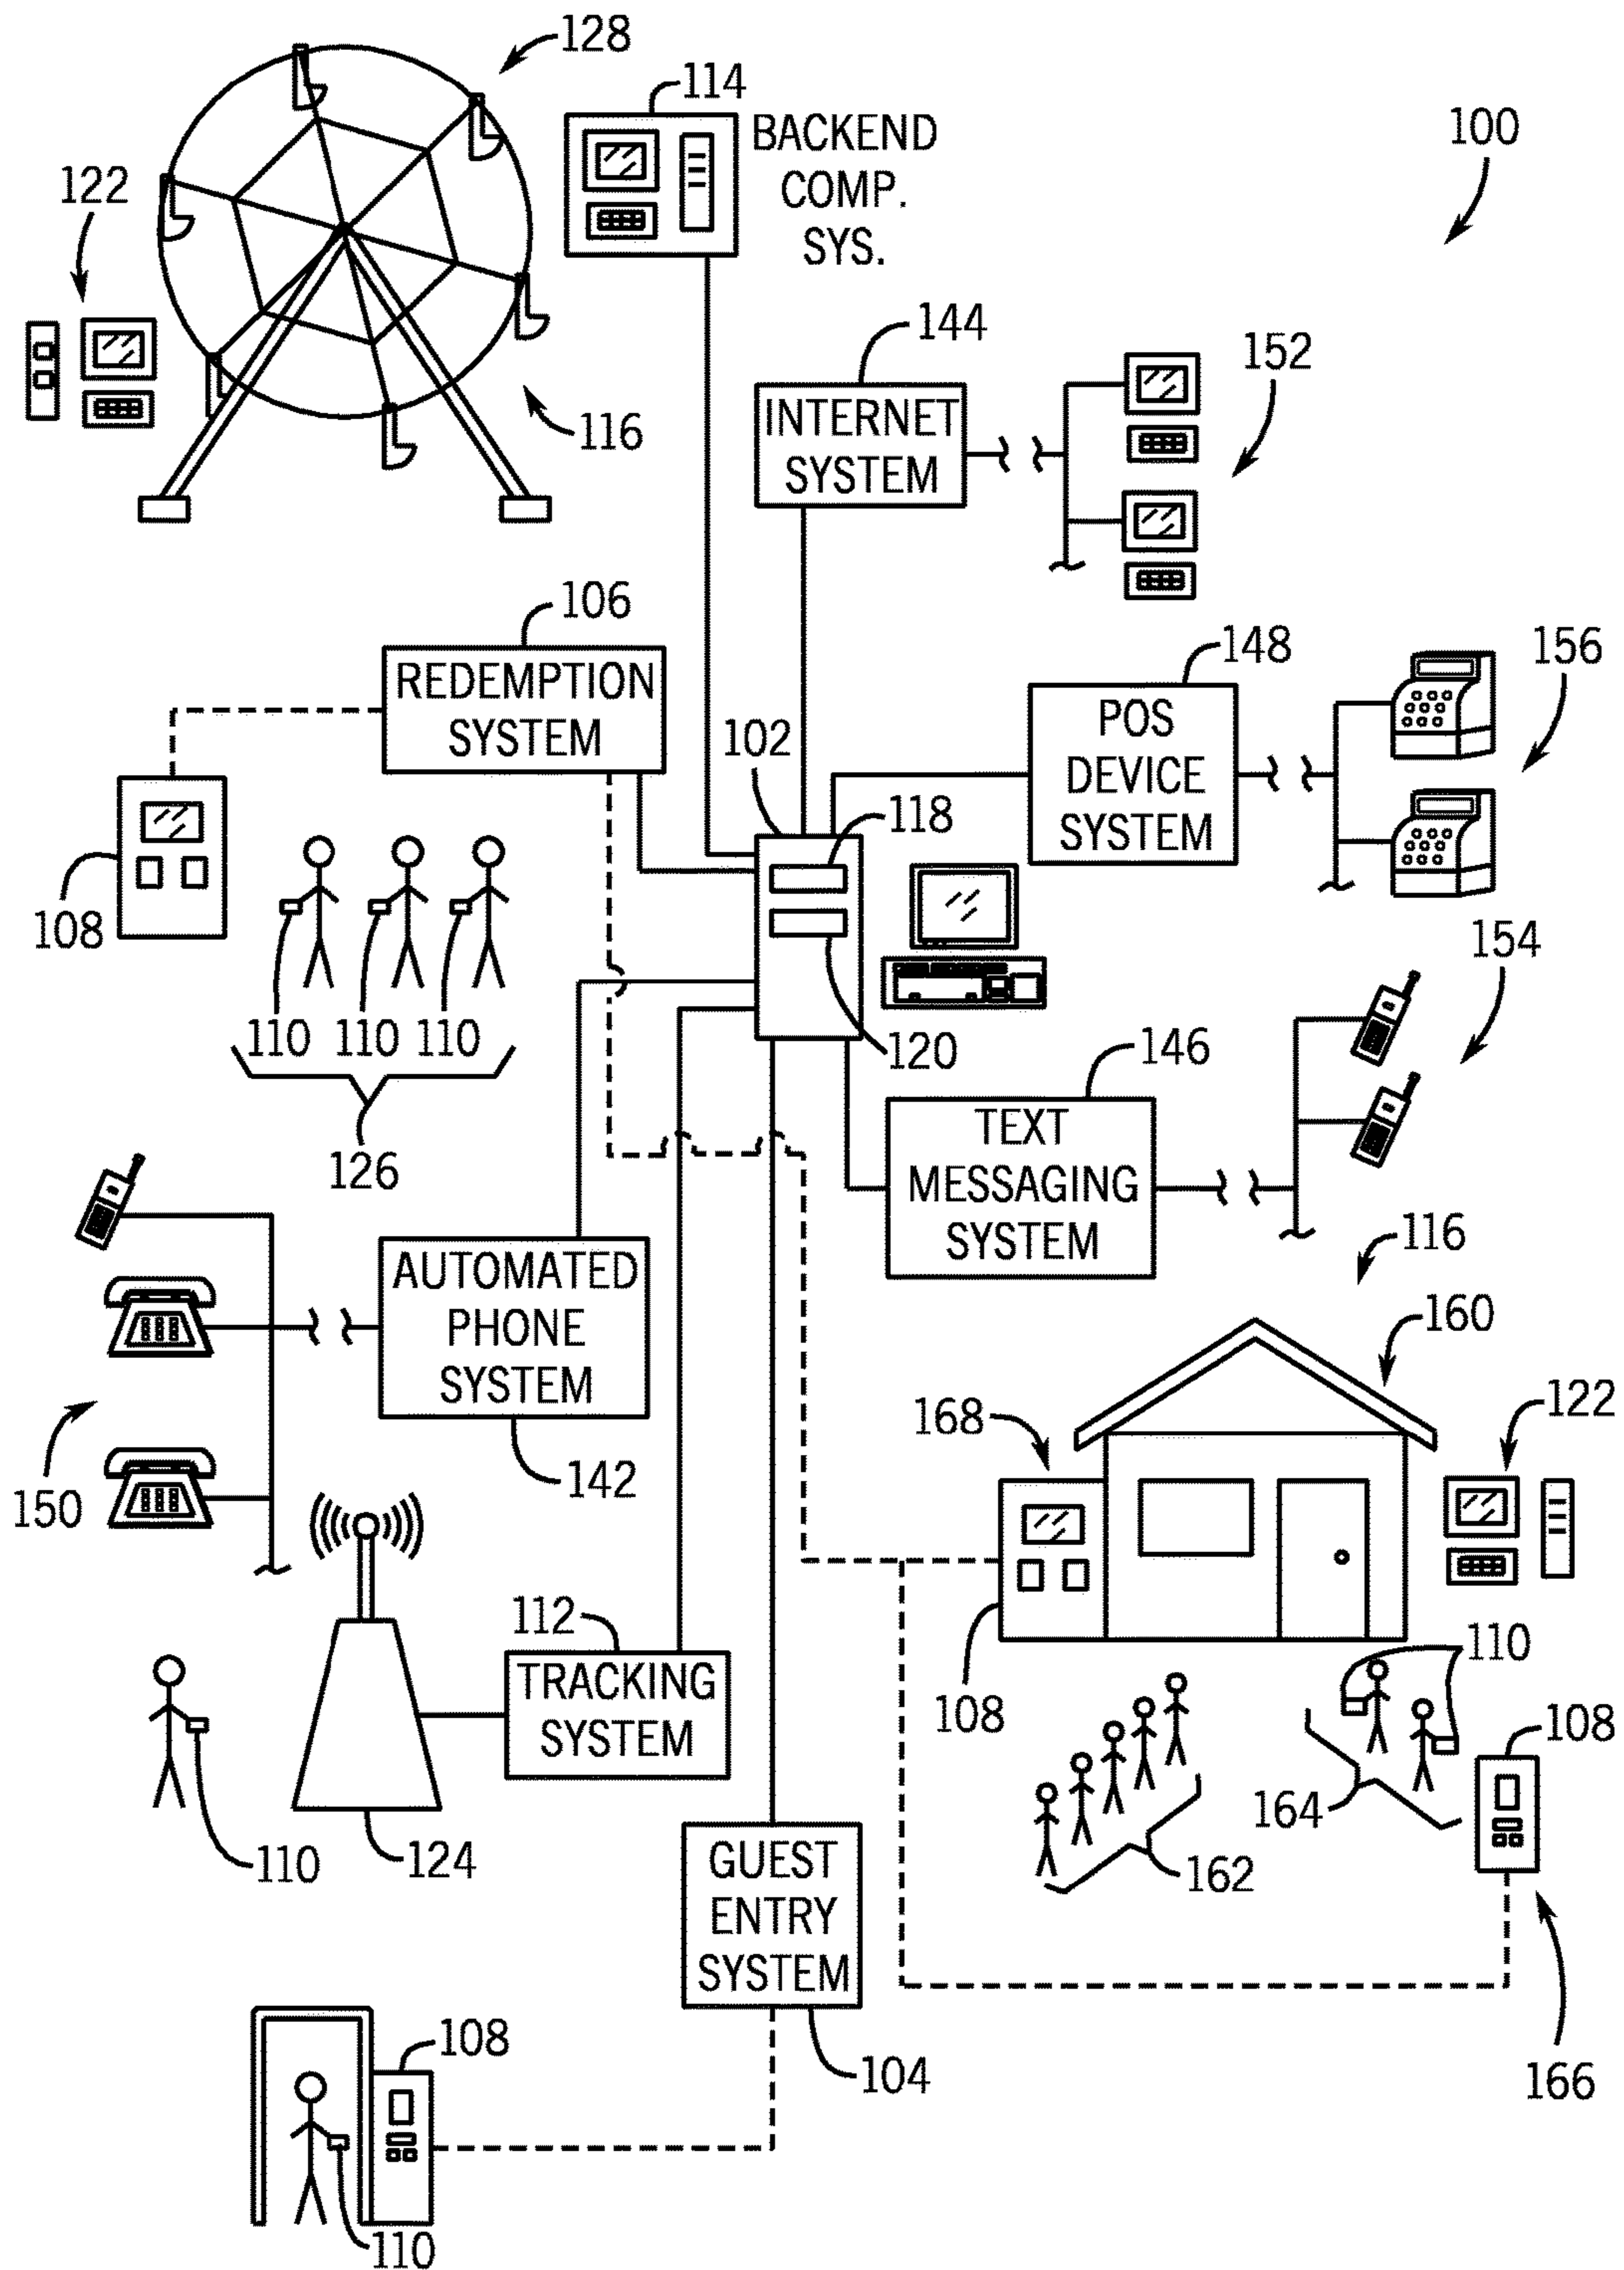 128
114
BACKEND
COMP.
SYS.
100
122
116
144
INTERNET
SYSTEM
152
106
REDEMPTION
SYSTEM
148
POS
DEVICE
SYSTEM
156
102
118
108
110
110
110
126
120
154
146
TEXT
MESSAGING
SYSTEM
116
AUTOMATED
PHONE
SYSTEM
160
168
122
150
142
112
TRACKING
SYSTEM
110
108
108
164
162
110
124
GUEST
ENTRY
SYSTEM
108
104
166
110